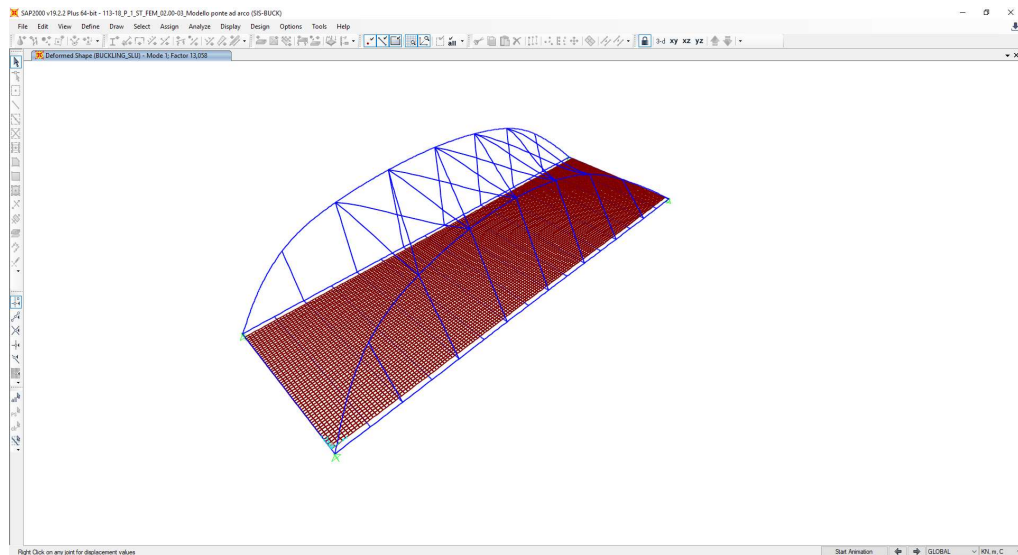 SAP2000 v19.2.2 Plus 64-bit - 113-18_P_1_ST_FEM_02.00-03_Modello ponte ad arco (SIS-BUCK)
File Edit View Define Draw Select Assign Analyze Display Design Options Tools Help
all 3-d xy xz yz
Deformed Shape (BUCKLING_SLU) - Mode 1; Factor 13,058
all
Right Click on any joint for displacement values Start Animation GLOBAL KN, m, C